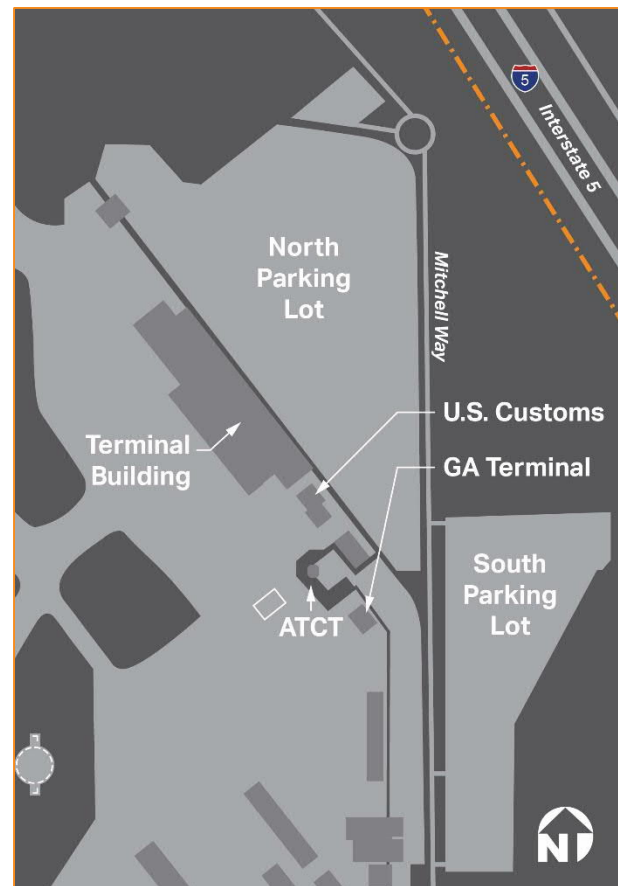 5
Interstate 5
North
Parking
Lot
Mitchell Way
U.S. Customs
Terminal
Building
GA Terminal
South
Parking
Lot
ATCT
N